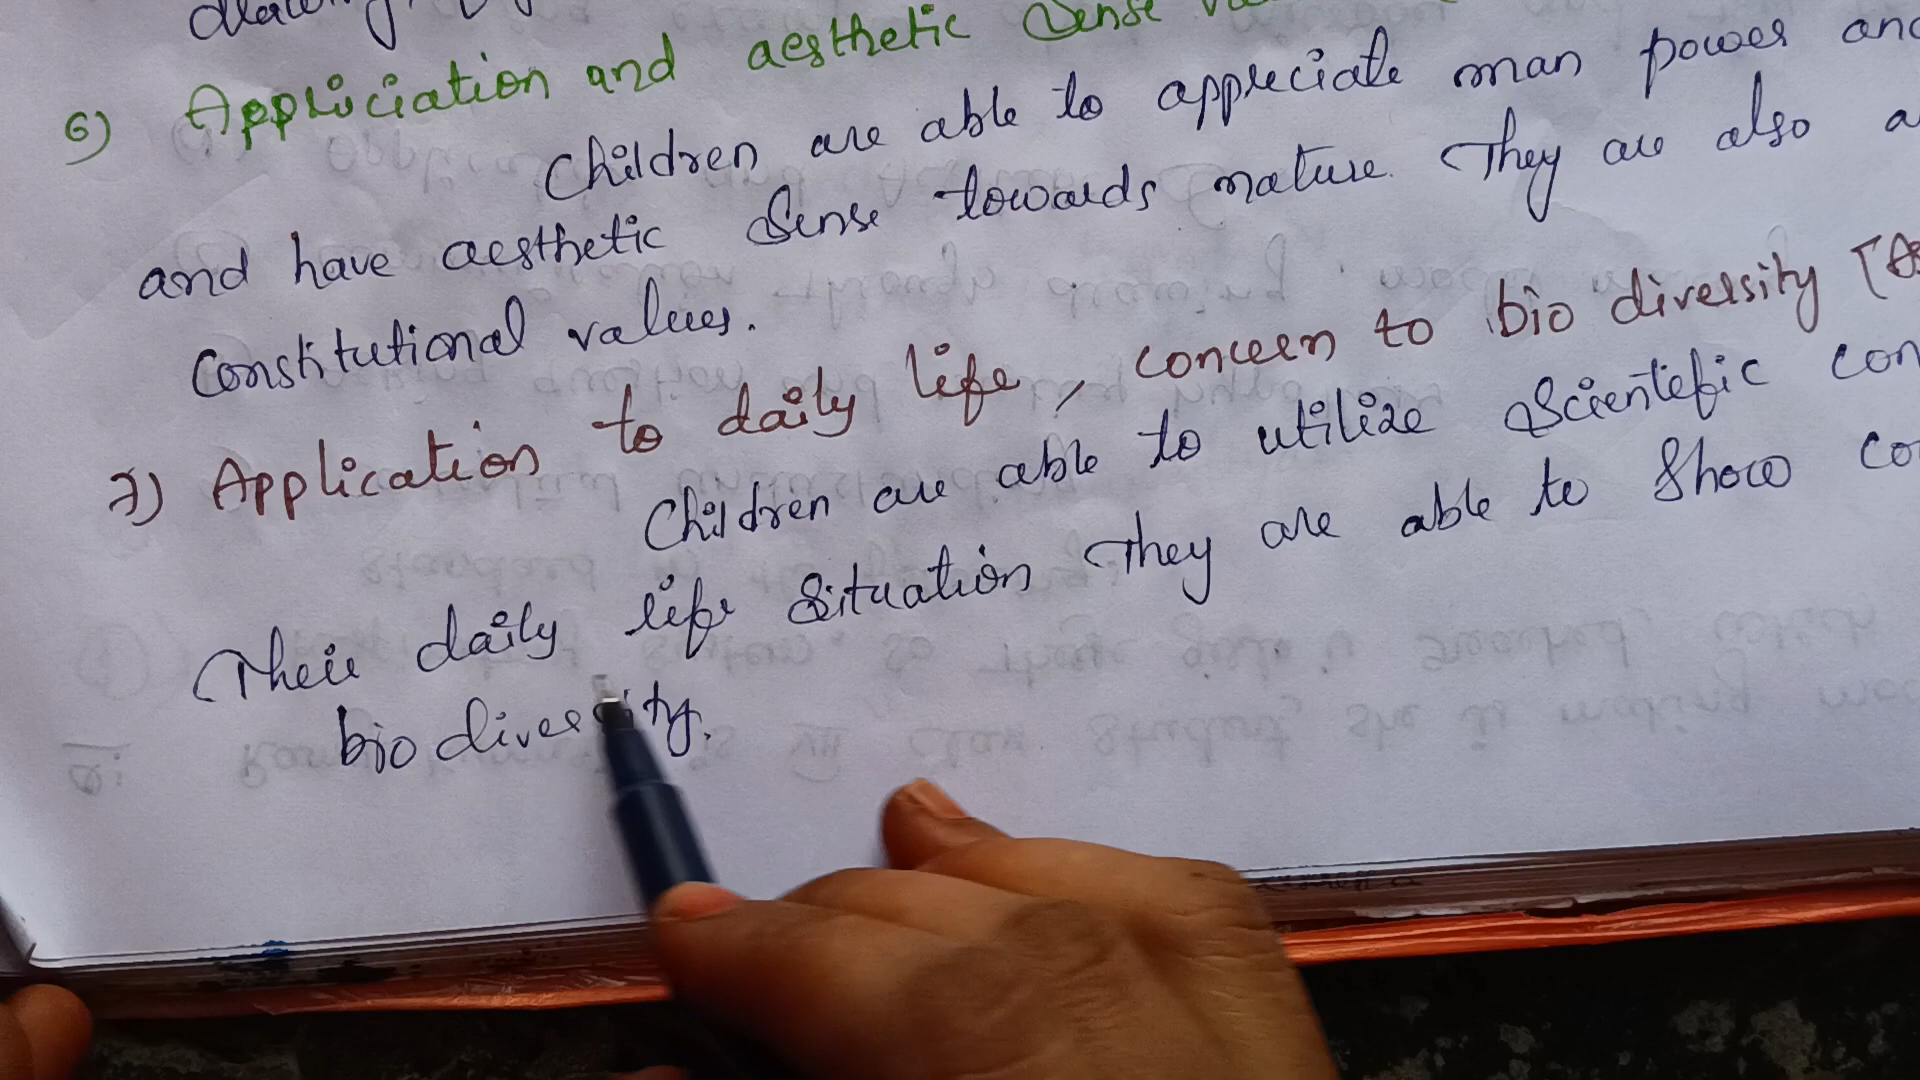 6) Appriciation and aesthetic Sense
Children are able to appreciate man power and
and have aesthetic Sense towards nature. They are also
Constitutional values.
7) Application to daily life, concern to bio diversity [AS
Children are able to utilize Scientific con
Their daily life Situation They are able to Show co
bio diversity.